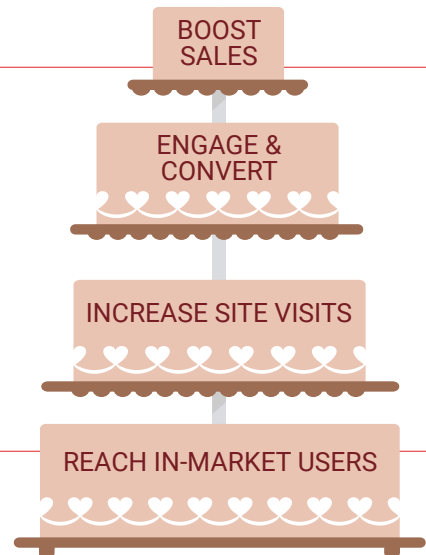 BOOST
SALES
ENGAGE &
CONVERT
INCREASE SITE VISITS
REACH IN-MARKET USERS